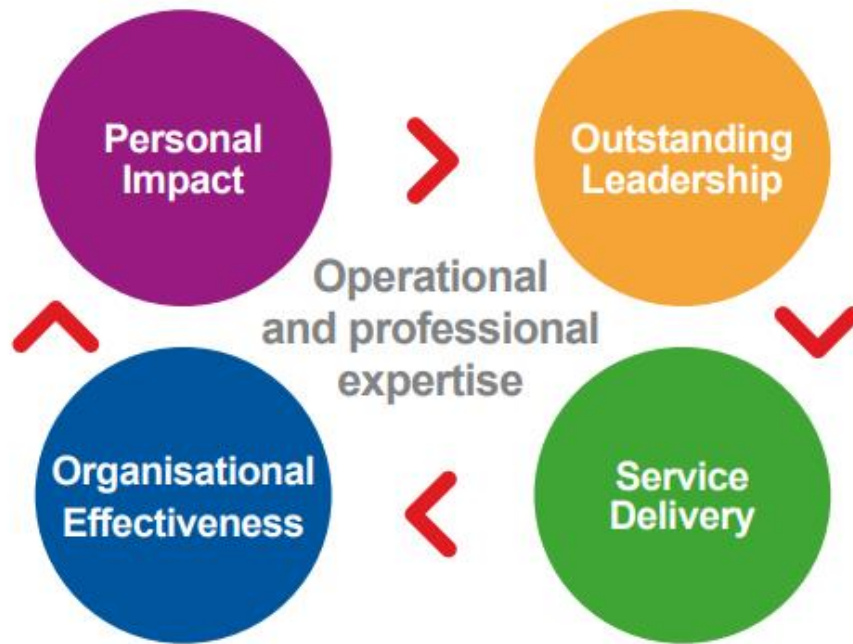 Personal
Impact
Outstanding
Leadership
Operational
and professional
expertise
Organisational
Effectiveness
Service
Delivery